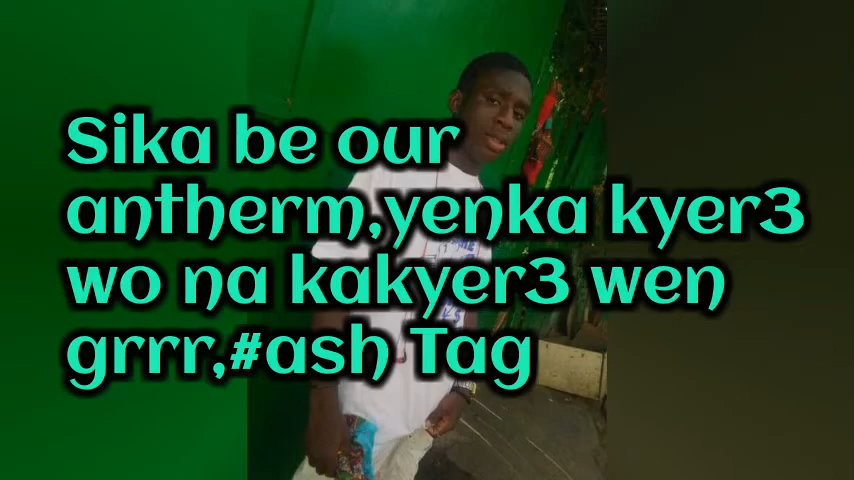 Sika be our
antherm,yenka kyer3
wo na kakyer3 wen
grrr,#ash Tag